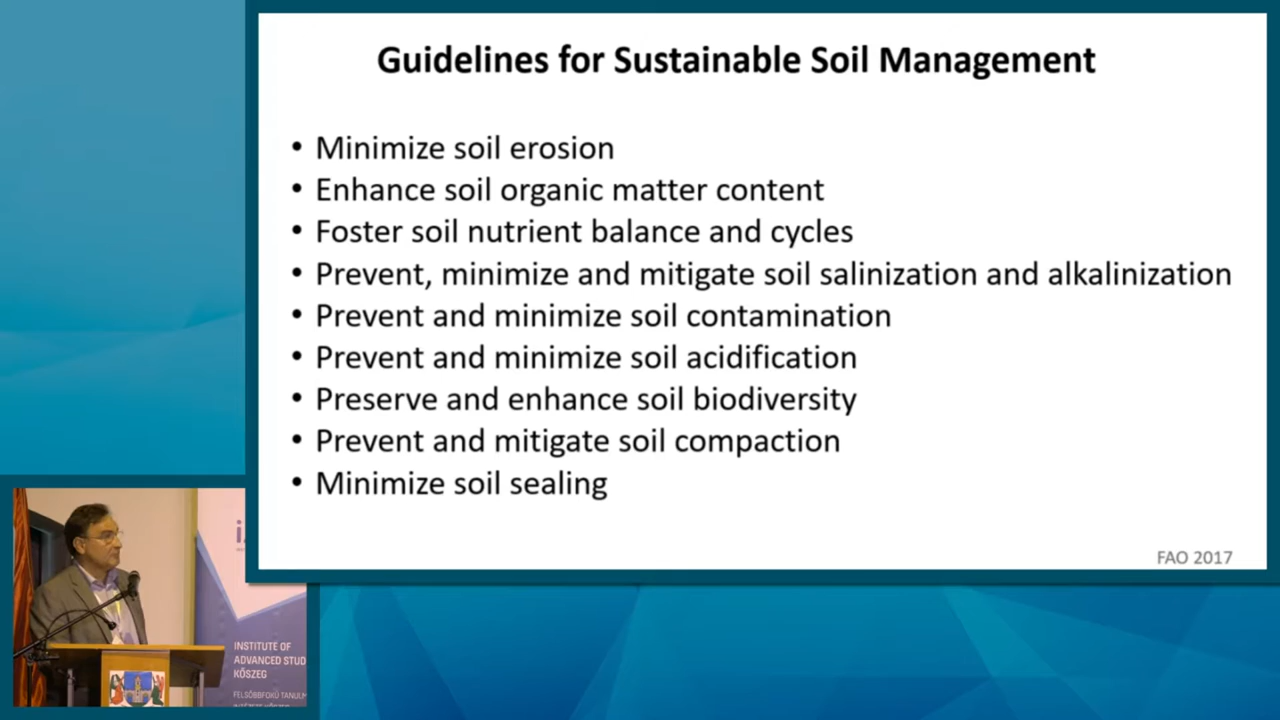 Guidelines for Sustainable Soil Management
• Minimize soil erosion
• Enhance soil organic matter content
• Foster soil nutrient balance and cycles
• Prevent, minimize and mitigate soil salinization and alkalinization
• Prevent and minimize soil contamination
• Prevent and minimize soil acidification
• Preserve and enhance soil biodiversity
• Prevent and mitigate soil compaction
• Minimize soil sealing
FAO 2017
INSTITUTE OF
ADVANCED STUD
KŐSZEG
FELSŐBBFOKÚ TANULM